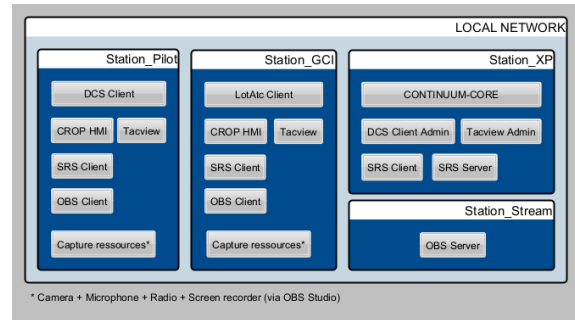 LOCAL NETWORK
Station_Pilot
DCS Client
CROP HMI
Tacview
SRS Client
OBS Client
Capture ressources*
Station_GCI
LotAtc Client
CROP HMI
Tacview
SRS Client
OBS Client
Capture ressources*
Station_XP
CONTINUUM-CORE
DCS Client Admin
Tacview Admin
SRS Client
SRS Server
Station_Stream
OBS Server
* Camera + Microphone + Radio + Screen recorder (via OBS Studio)